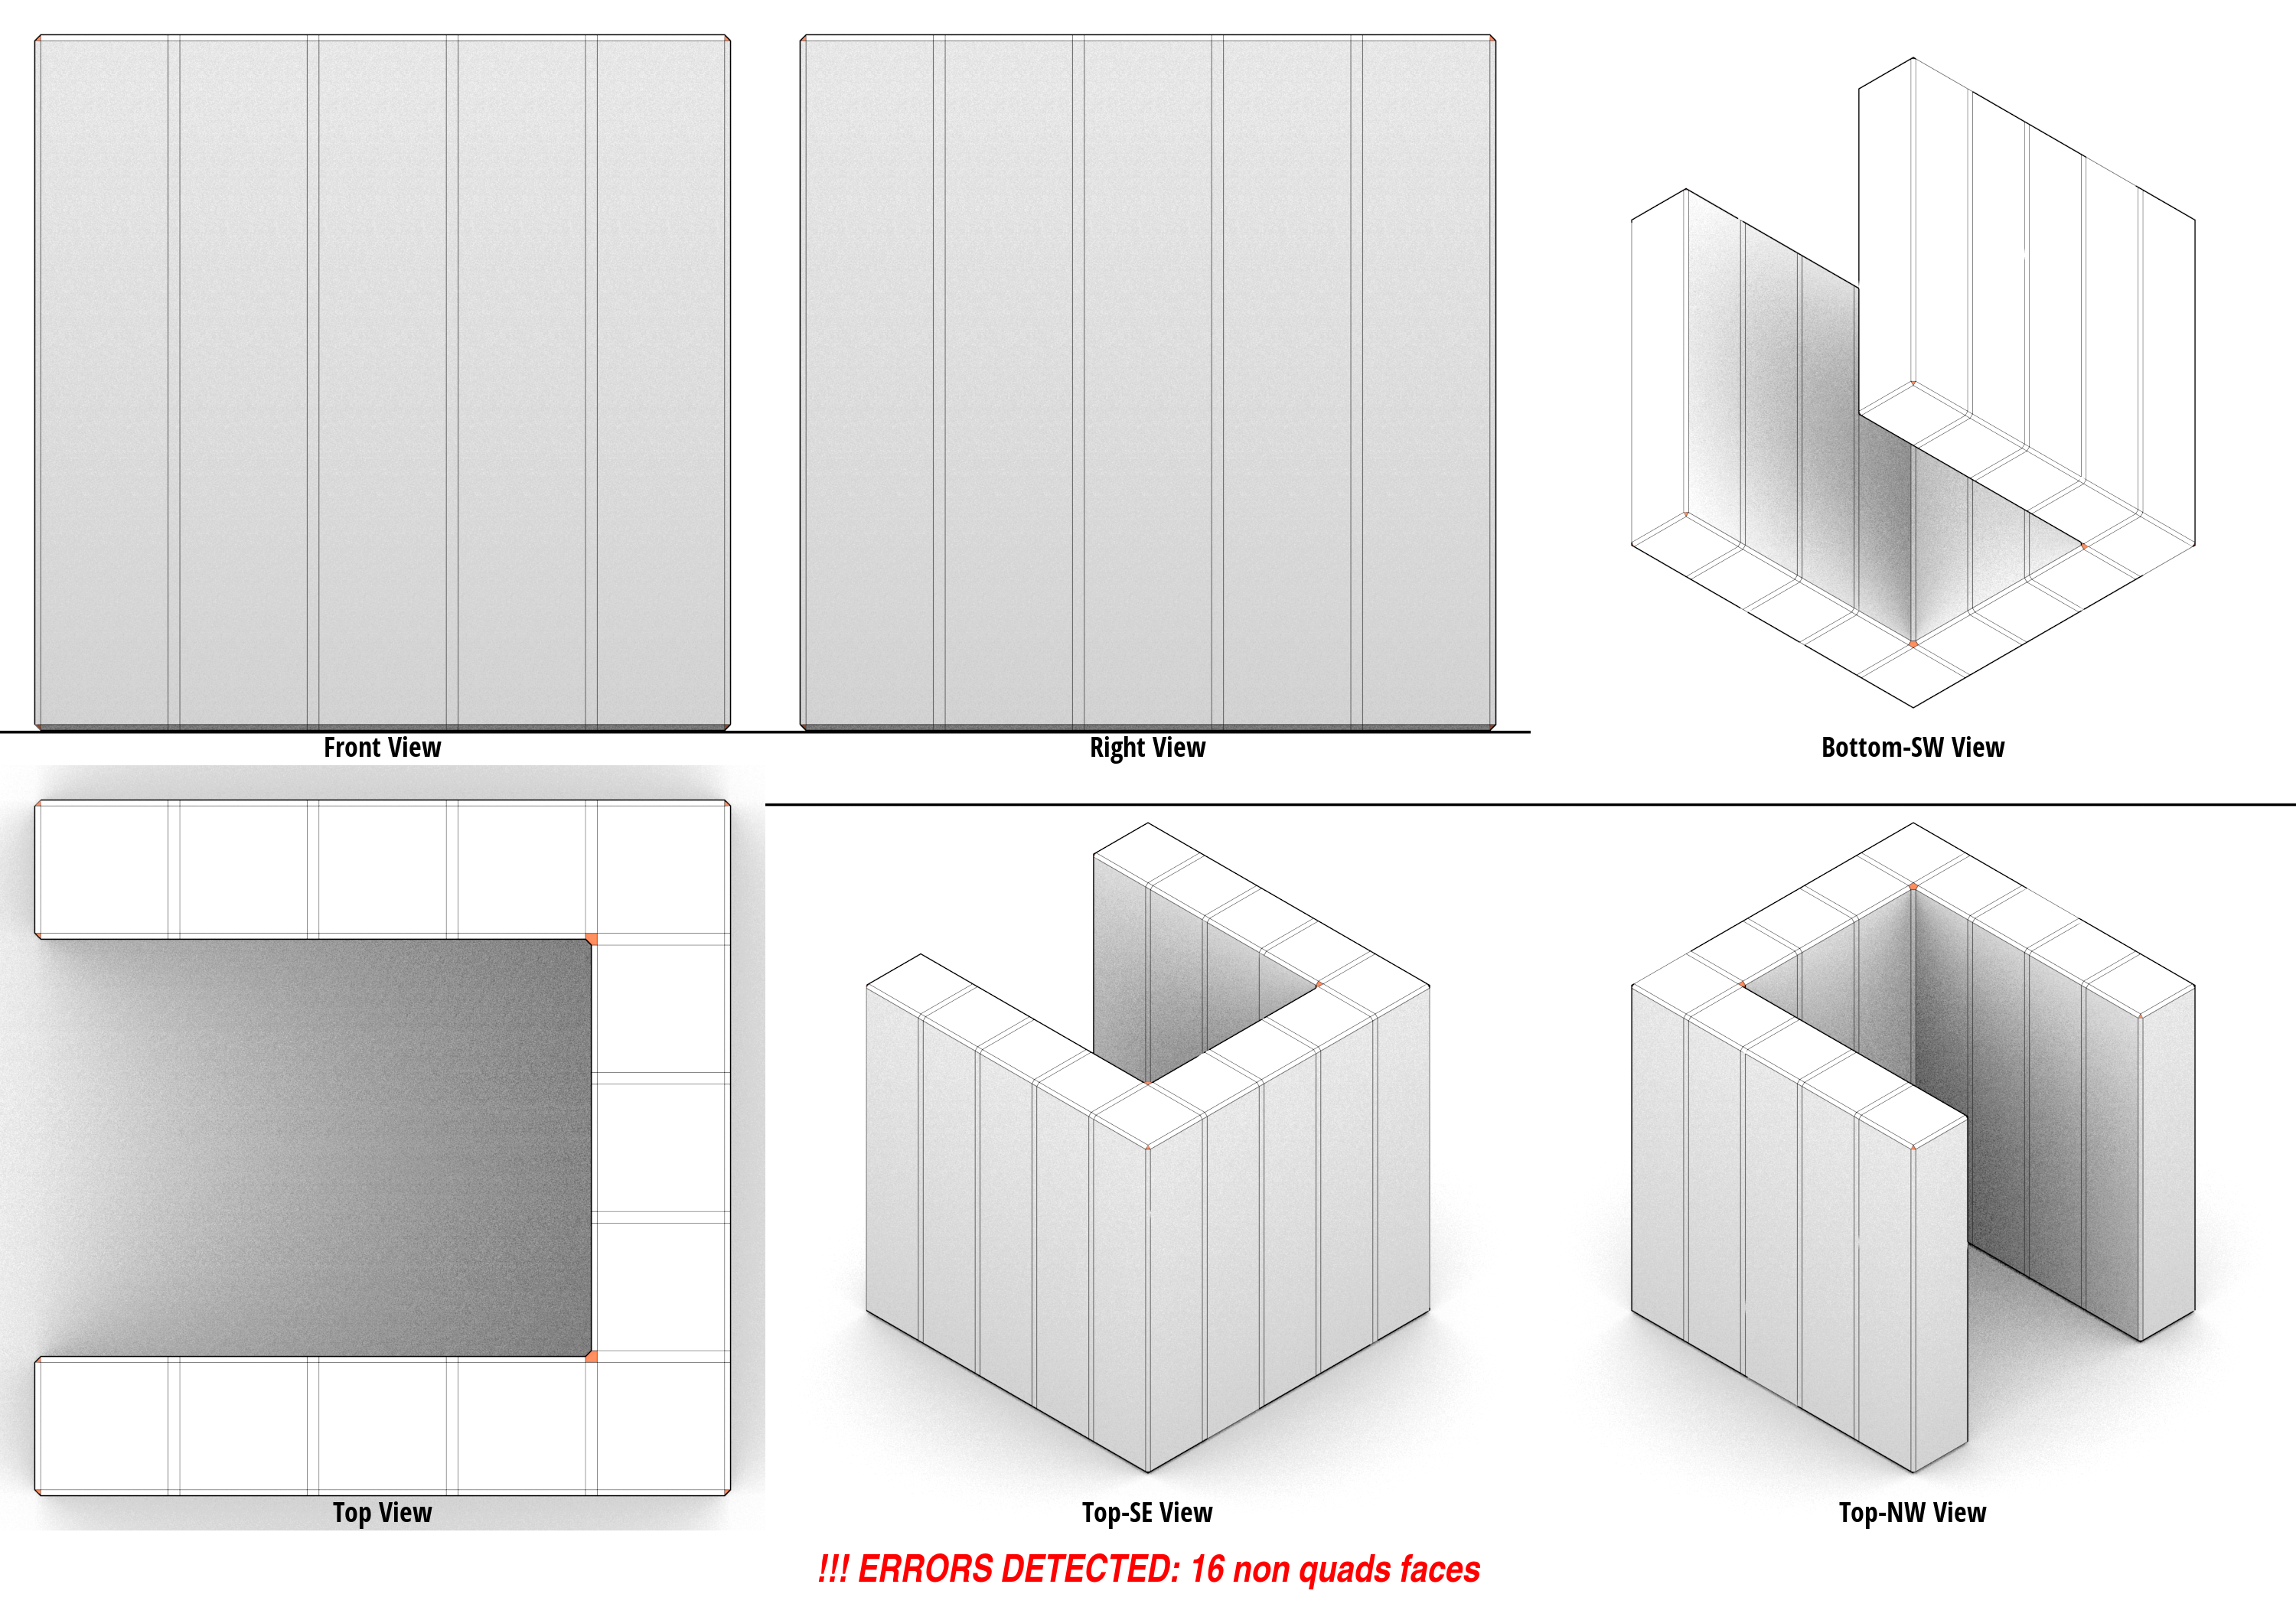 Front View
Right View
Bottom-SW View
Top View
Top-SE View
Top-NW View
!!! ERRORS DETECTED: 16 non quads faces